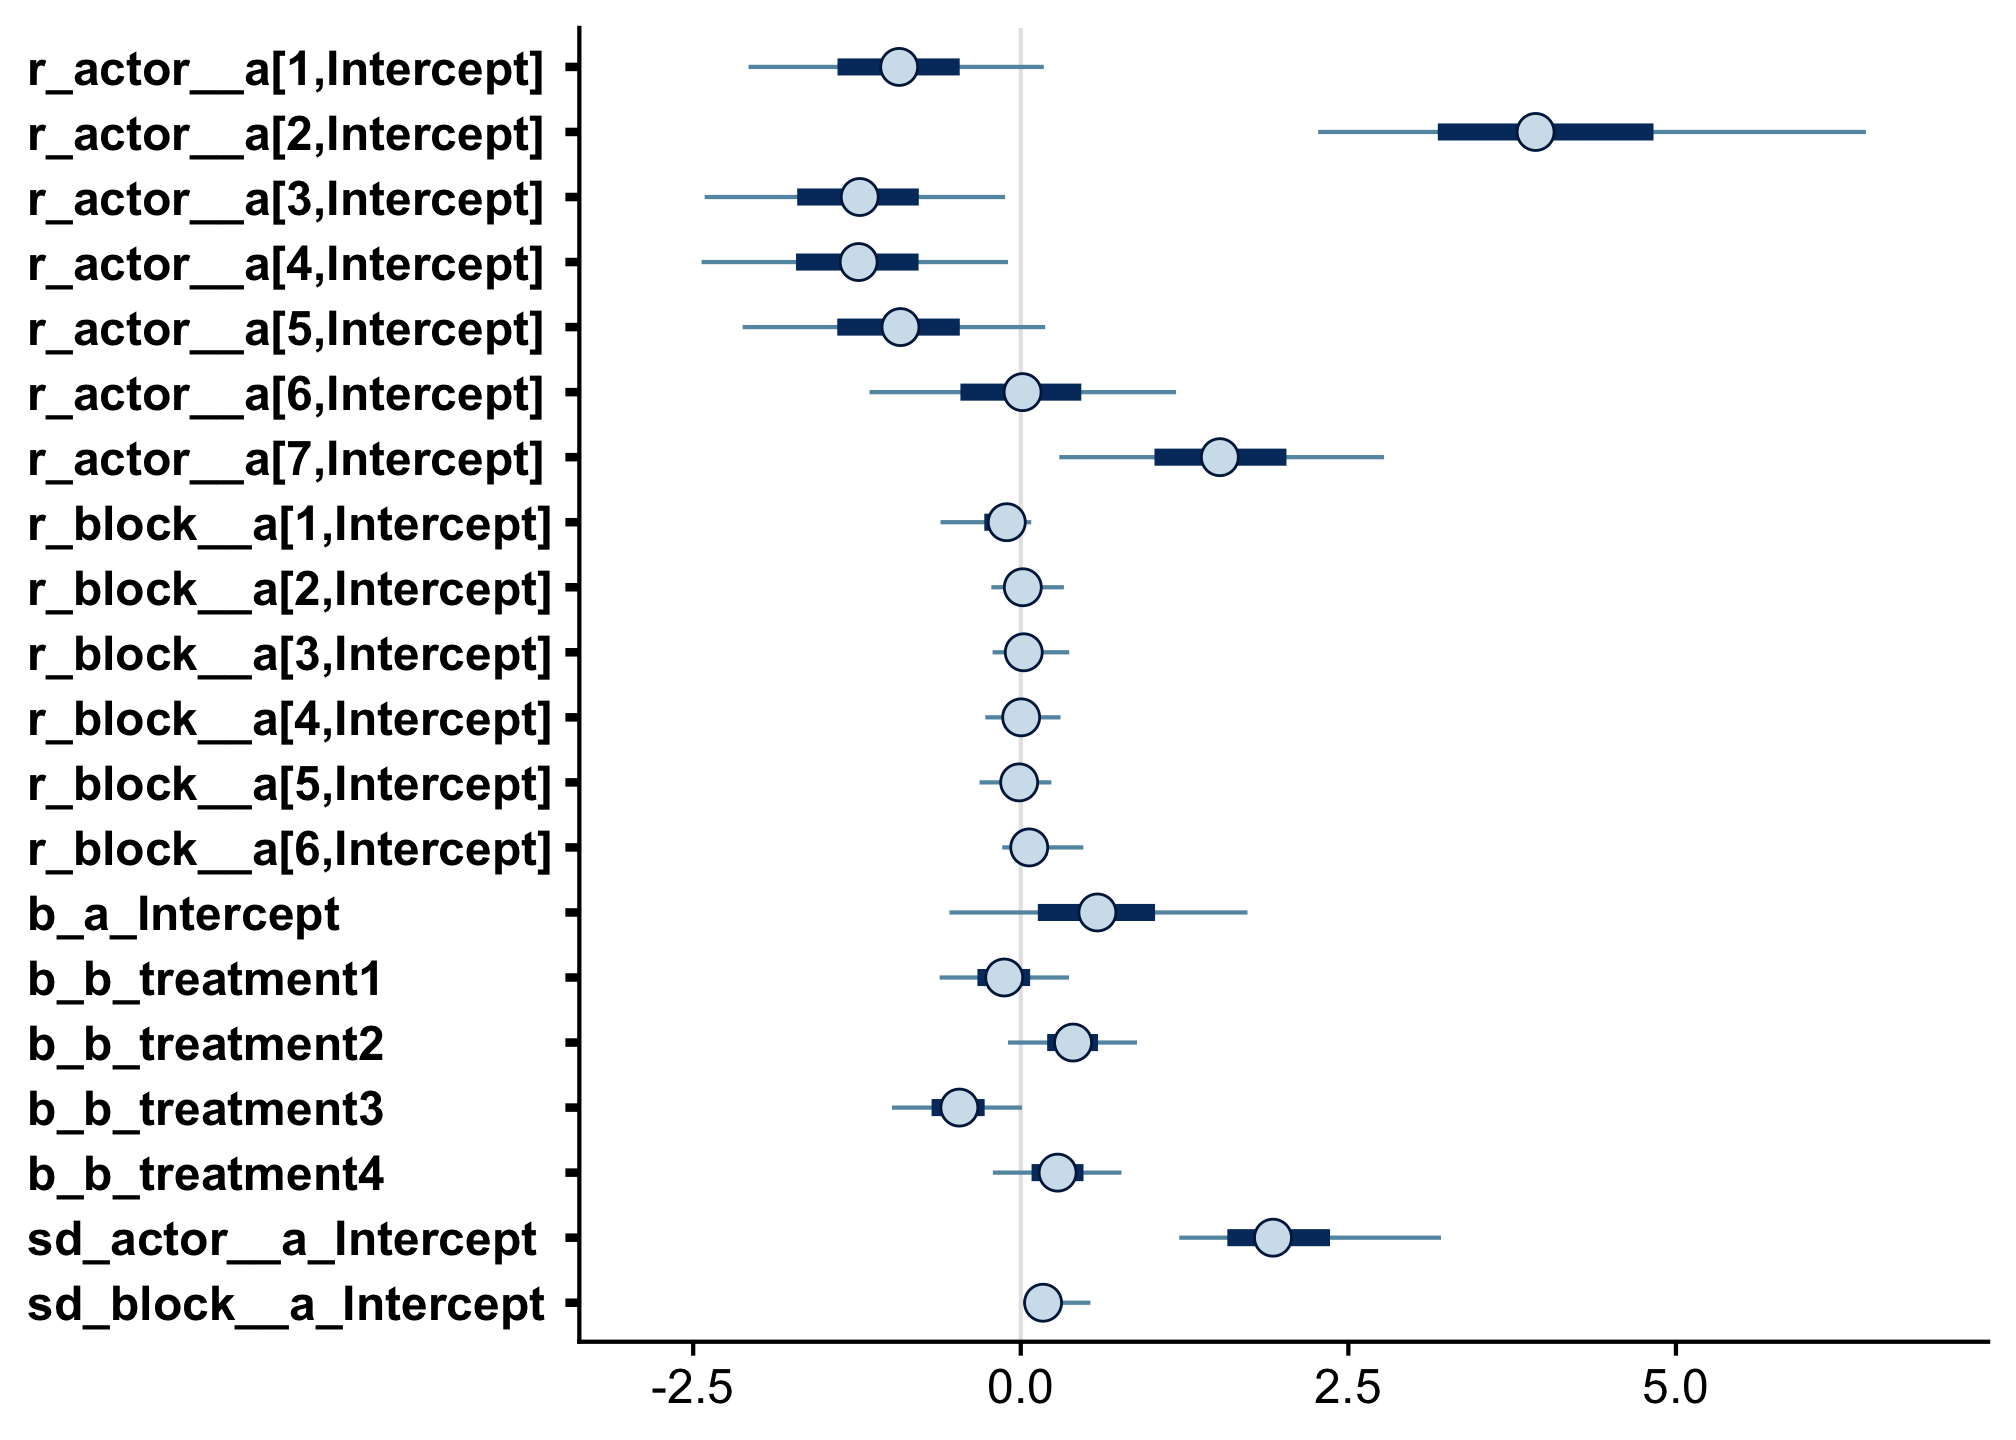 r_actor__a[1,Intercept]
r_actor__a[2,Intercept]
r_actor__a[3,Intercept]
r_actor__a[4,Intercept]
r_actor__a[5,Intercept]
r_actor__a[6,Intercept]
r_actor__a[7,Intercept]
r_block__a[1,Intercept]
r_block__a[2,Intercept]
r_block__a[3,Intercept]
r_block__a[4,Intercept]
r_block__a[5,Intercept]
r_block__a[6,Intercept]
b_a_Intercept
b_b_treatment1
b_b_treatment2
b_b_treatment3
b_b_treatment4
sd_actor__a_Intercept
sd_block__a_Intercept
-2.5 0.0 2.5 5.0